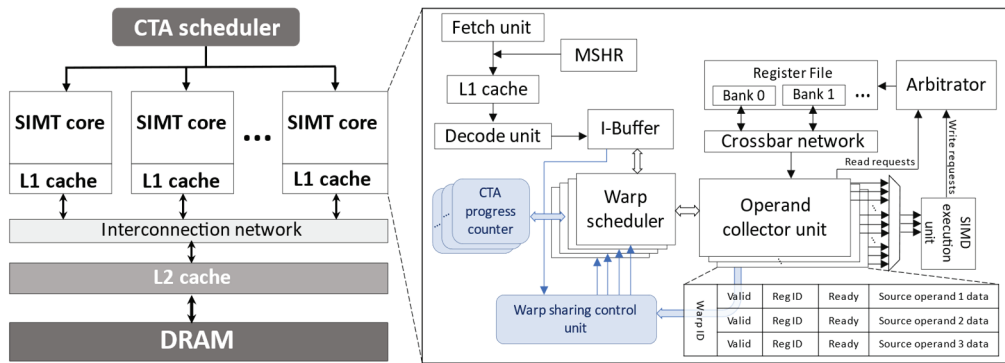 CTA scheduler
SIMT core
L1 cache
SIMT core
L1 cache
...
SIMT core
L1 cache
Interconnection network
L2 cache
DRAM
Fetch unit
MSHR
L1 cache
Decode unit
I-Buffer
CTA
progress
counter
...
Warp
scheduler
Warp sharing control
unit
Register File
Bank 0
Bank 1
...
Arbitrator
Crossbar network
Read requests
Write requests
Operand
collector unit
SIMD
execution
unit
Warp ID
Valid Reg ID Ready Source operand 1 data
Valid Reg ID Ready Source operand 2 data
Valid Reg ID Ready Source operand 3 data